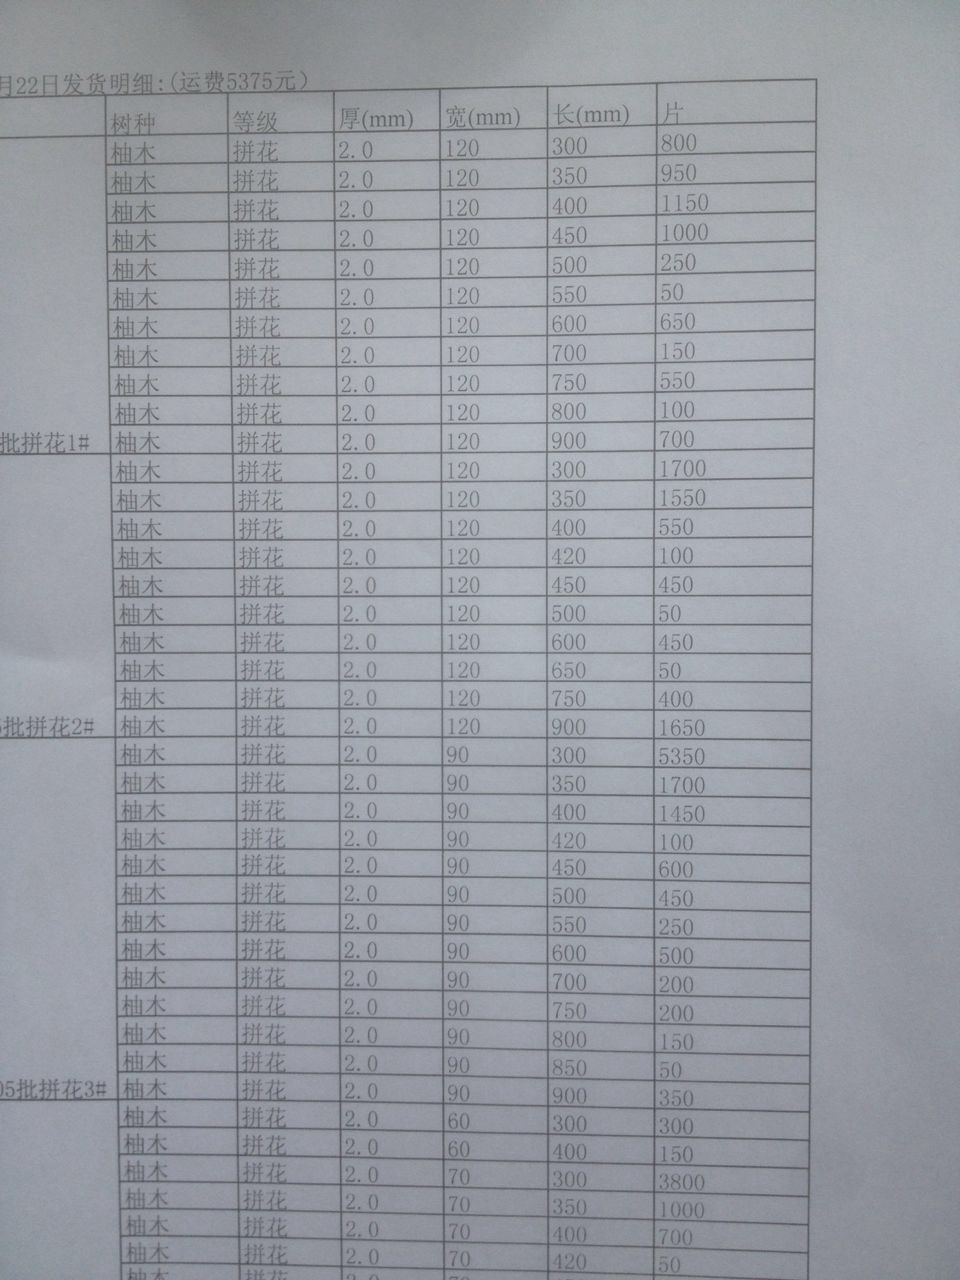 月22日发货明细:(运费5375元)
树种 等级 厚(mm) 宽(mm) 长(mm) 片
柚木 拼花 2.0 120 300 800
柚木 拼花 2.0 120 350 950
柚木 拼花 2.0 120 400 1150
柚木 拼花 2.0 120 450 1000
柚木 拼花 2.0 120 500 250
柚木 拼花 2.0 120 550 50
柚木 拼花 2.0 120 600 650
柚木 拼花 2.0 120 700 150
柚木 拼花 2.0 120 750 550
柚木 拼花 2.0 120 800 100
批拼花1# 柚木 拼花 2.0 120 900 700
柚木 拼花 2.0 120 300 1700
柚木 拼花 2.0 120 350 1550
柚木 拼花 2.0 120 400 550
柚木 拼花 2.0 120 420 100
柚木 拼花 2.0 120 450 450
柚木 拼花 2.0 120 500 50
柚木 拼花 2.0 120 600 450
柚木 拼花 2.0 120 650 50
柚木 拼花 2.0 120 750 400
5批拼花2# 柚木 拼花 2.0 120 900 1650
柚木 拼花 2.0 90 300 5350
柚木 拼花 2.0 90 350 1700
柚木 拼花 2.0 90 400 1450
柚木 拼花 2.0 90 420 100
柚木 拼花 2.0 90 450 600
柚木 拼花 2.0 90 500 450
柚木 拼花 2.0 90 550 250
柚木 拼花 2.0 90 600 500
柚木 拼花 2.0 90 700 200
柚木 拼花 2.0 90 750 200
柚木 拼花 2.0 90 800 150
柚木 拼花 2.0 90 850 50
05批拼花3# 柚木 拼花 2.0 90 900 350
柚木 拼花 2.0 60 300 300
柚木 拼花 2.0 60 400 150
柚木 拼花 2.0 70 300 3800
柚木 拼花 2.0 70 350 1000
柚木 拼花 2.0 70 400 700
柚木 拼花 2.0 70 420 50
柚木 拼花